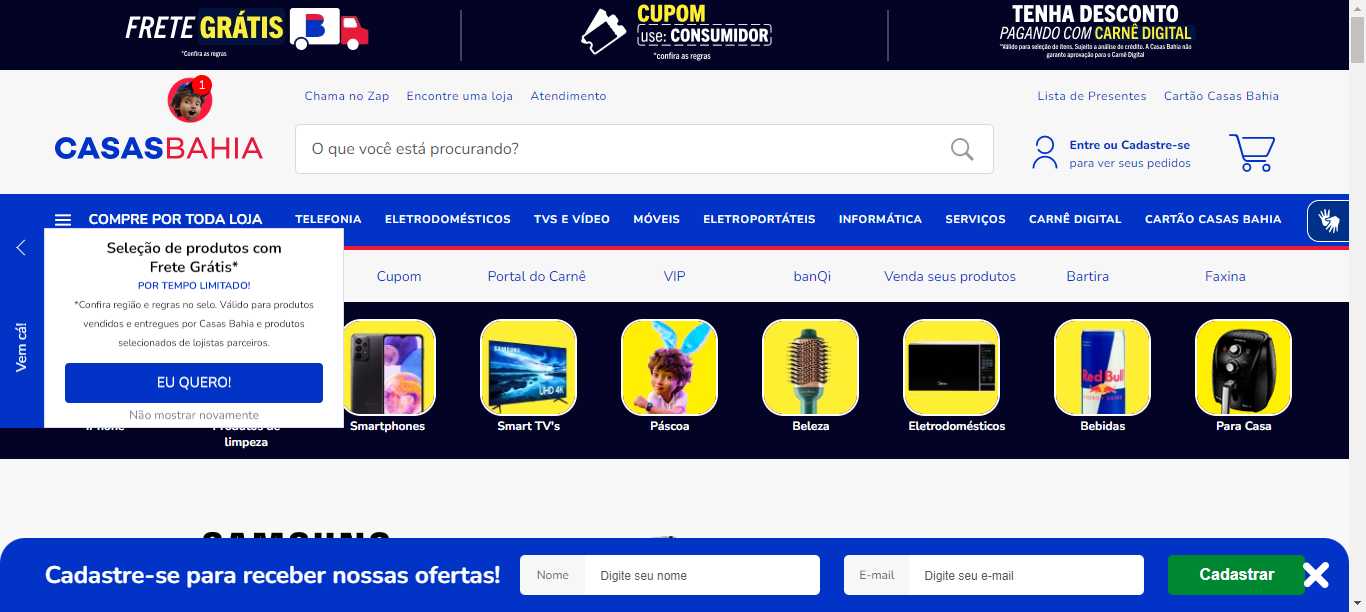 FRETE GRÁTIS
*Confira as regras
CUPOM
use: CONSUMIDOR
*confira as regras
TENHA DESCONTO
PAGANDO COM CARNÊ DIGITAL
*Válido para seleção de itens. Sujeito a análise de crédito. A Casas Bahia não
garante aprovação para o Carnê Digital
1
Chama no Zap
Encontre uma loja
Atendimento
Lista de Presentes
Cartão Casas Bahia
CASASBAHIA
O que você está procurando?
Entre ou Cadastre-se
para ver seus pedidos
COMPRE POR TODA LOJA
TELEFONIA
ELETRODOMÉSTICOS
TVS E VÍDEO
MÓVEIS
ELETROPORTÁTEIS
INFORMÁTICA
SERVIÇOS
CARNÊ DIGITAL
CARTÃO CASAS BAHIA
Vem cá!
Seleção de produtos com
Frete Grátis*
POR TEMPO LIMITADO!
*Confira região e regras no selo. Válido para produtos
vendidos e entregues por Casas Bahia e produtos
selecionados de lojistas parceiros.
EU QUERO!
Não mostrar novamente
Cupom
Portal do Carnê
VIP
banQi
Venda seus produtos
Bartira
Faxina
SAMSUNG
UHD 4K
Red Bull
iPhone
Produtos de
limpeza
Smartphones
Smart TV's
Páscoa
Beleza
Eletrodomésticos
Bebidas
Para Casa
SAMSUNG
Cadastre-se para receber nossas ofertas!
Nome
Digite seu nome
E-mail
Digite seu e-mail
Cadastrar